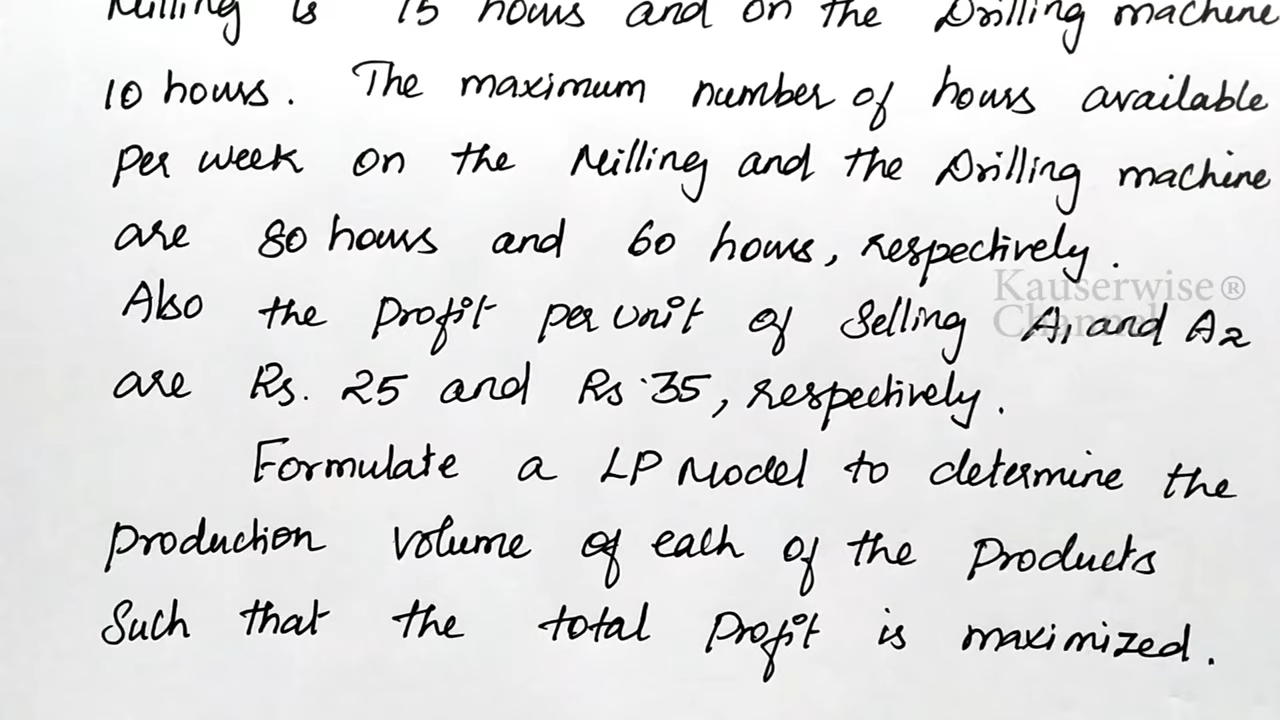 Milling is 15 hours and on the Drilling machine
10 hours. The maximum number of hours available
Per week on the Milling and the Drilling machine
are 80 hours and 60 hours, respectively.
Also the Profit per unit of Selling A1 and A2
are Rs. 25 and Rs. 35, respectively.
Formulate a LP Model to determine the
production volume of each of the Products
Such that the total Profit is maximized.
Kauserwise®
Channel